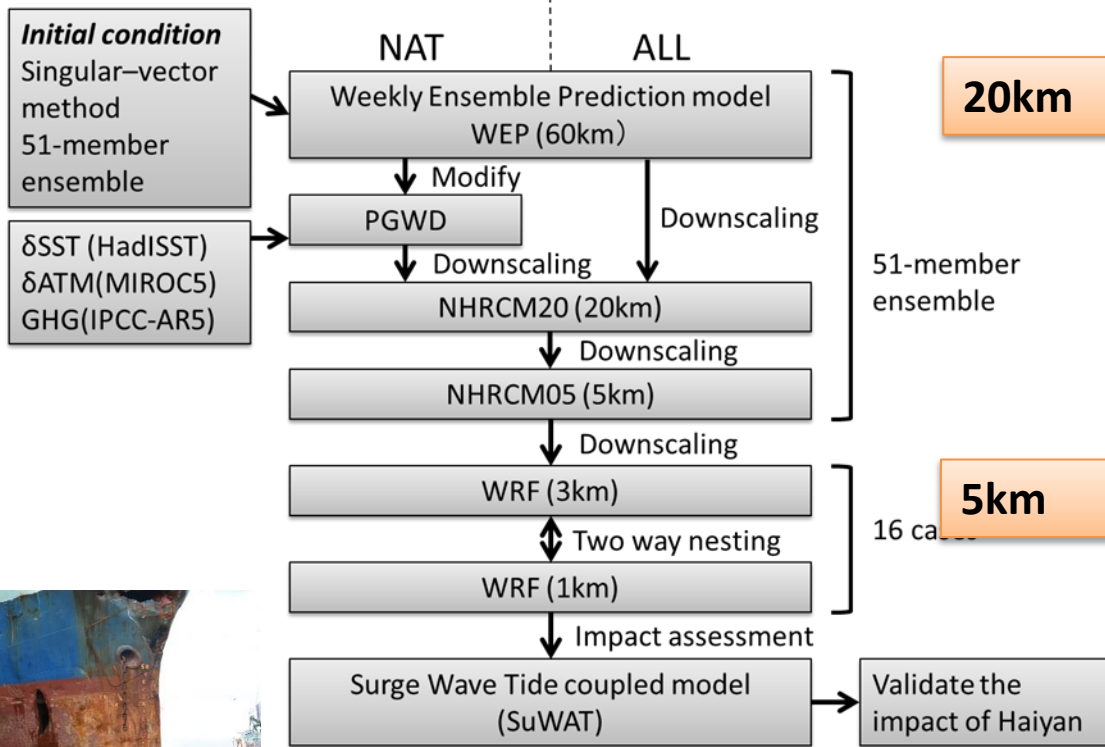 Initial condition
Singular–vector
method
51-member
ensemble
NAT
ALL
Weekly Ensemble Prediction model
WEP (60km）
20km
Modify
PGWD
Downscaling
δSST (HadISST)
δATM(MIROC5)
GHG(IPCC-AR5)
Downscaling
NHRCM20 (20km)
51-member
ensemble
Downscaling
NHRCM05 (5km)
Downscaling
WRF (3km)
5km
Two way nesting
16
WRF (1km)
Impact assessment
Surge Wave Tide coupled model
(SuWAT)
Validate the
impact of Haiyan